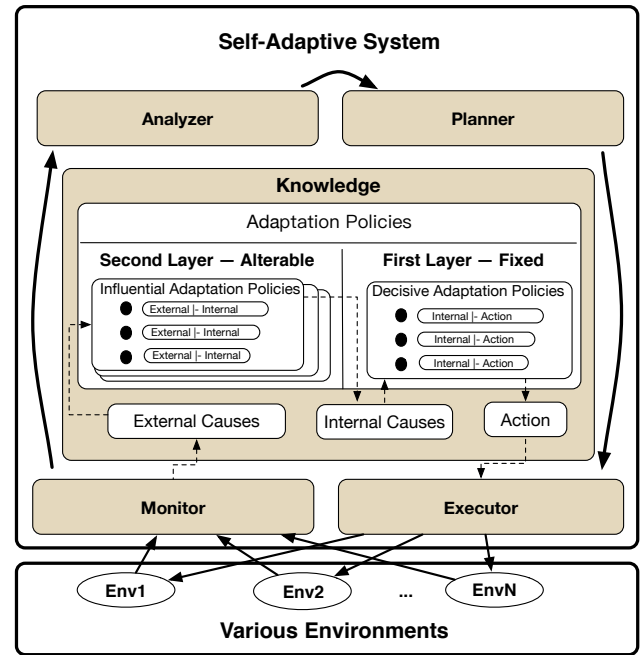 Self-Adaptive System
Analyzer
Planner
Knowledge
Adaptation Policies
Second Layer — Alterable
Influential Adaptation Policies
External |- Internal
External |- Internal
External |- Internal
First Layer — Fixed
Decisive Adaptation Policies
Internal |- Action
Internal |- Action
Internal |- Action
External Causes
Internal Causes
Action
Monitor
Executor
Env1
Env2
...
EnvN
Various Environments